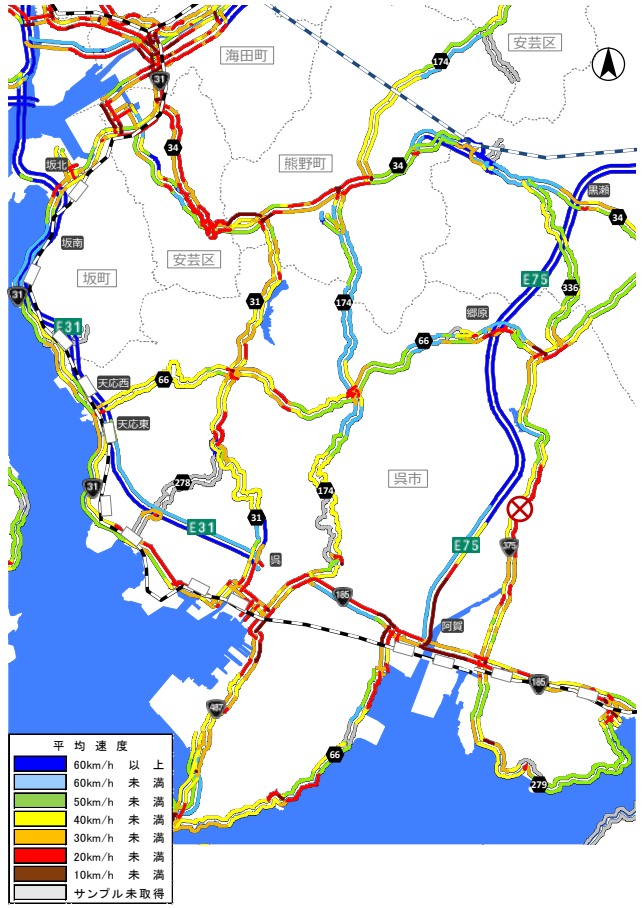 海田町
安芸区
174
31
34
坂北
熊野町
34
黒瀬
34
坂南
安芸区
坂町
31
E31
31
174
E75
336
郷原
66
天応西
66
天応東
31
278
174
呉市
31
E31
E75
375
呉
185
阿賀
185
487
66
279
平均速度
60km/h 以上
60km/h 未満
50km/h 未満
40km/h 未満
30km/h 未満
20km/h 未満
10km/h 未満
サンプル未取得